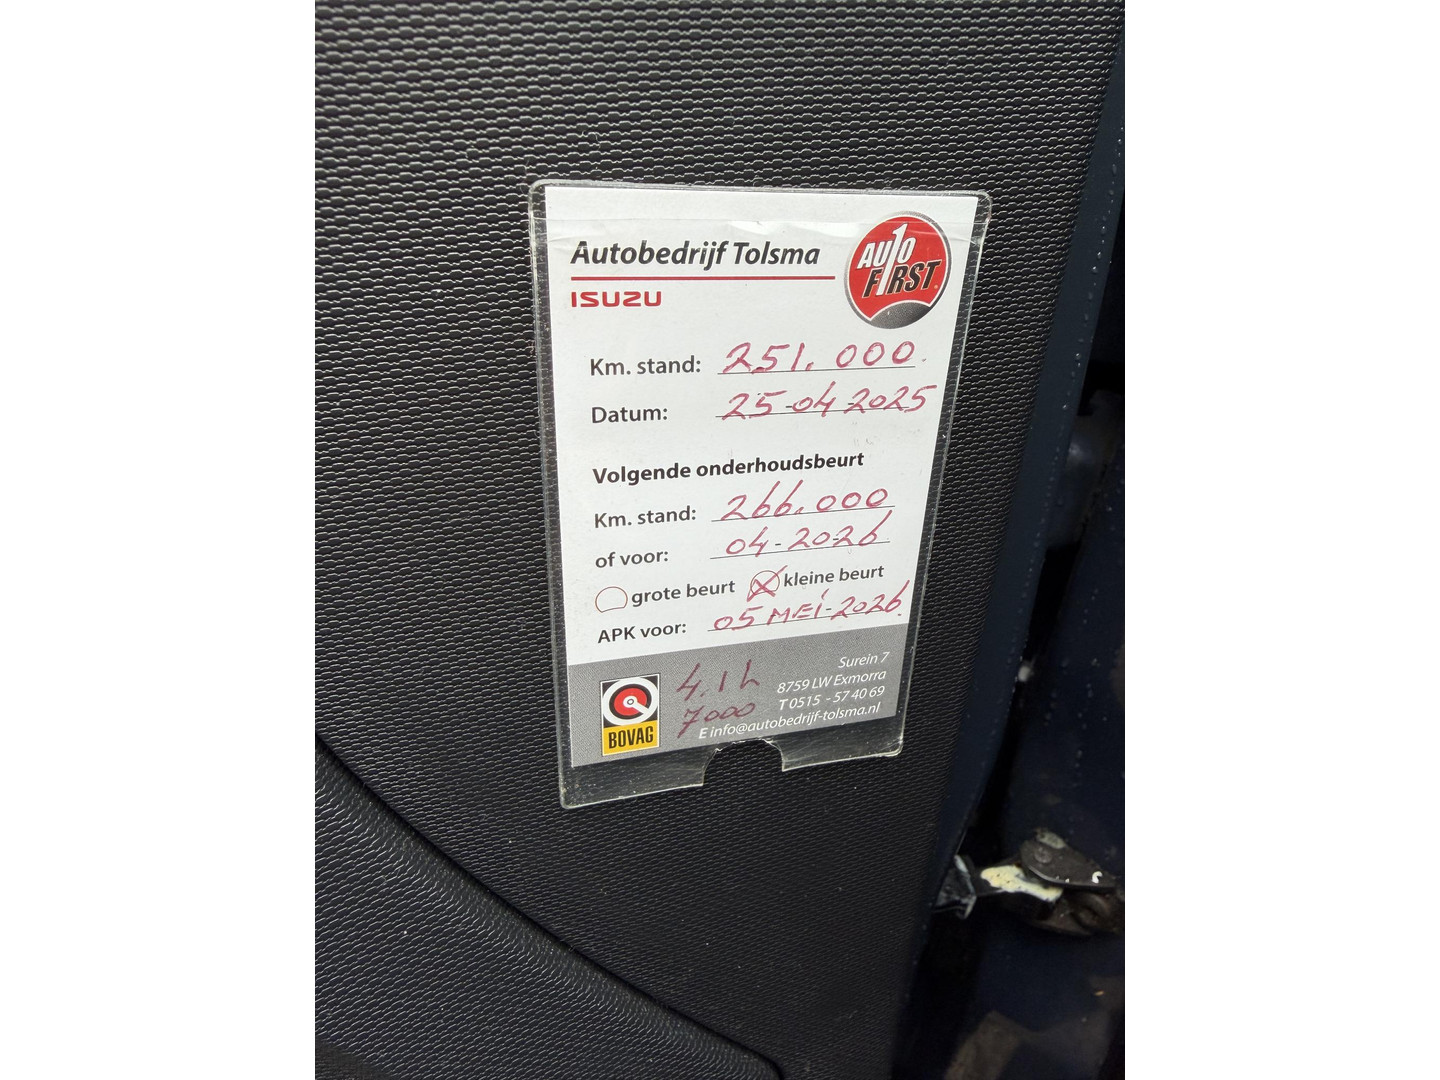 Autobedrijf Tolsma
AUTO
F1RST
ISUZU
Km. stand: 251.000
Datum: 25-04-2025
Volgende onderhoudsbeurt
Km. stand: 266.000
of voor: 04-2026
grote beurt kleine beurt
APK voor: 05 MEI-2026
Surein 7
8759 LW Exmorra
T 0515 - 57 40 69
E info@autobedrijf-tolsma.nl
4.1 L
7000
BOVAG